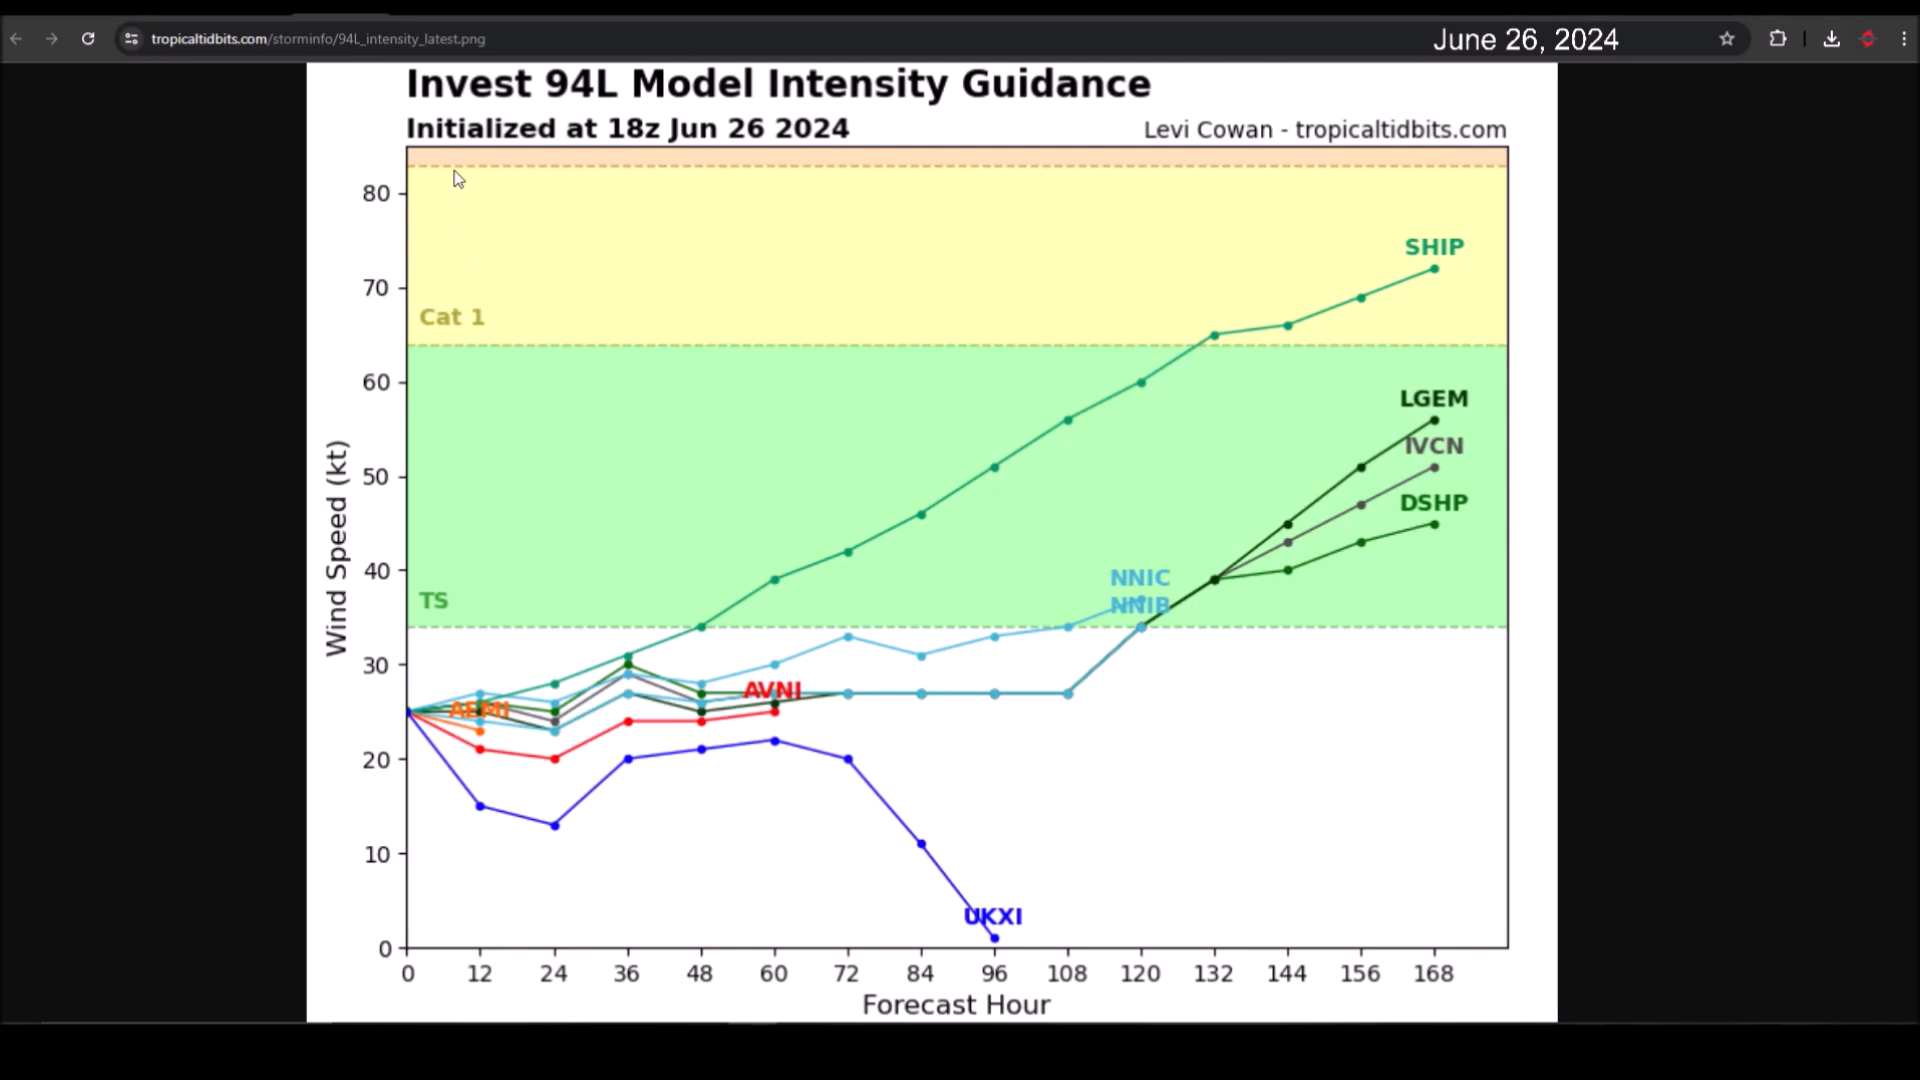 tropicaltidbits.com/storminfo/94L_intensity_latest.png
June 26, 2024
Invest 94L Model Intensity Guidance
Initialized at 18z Jun 26 2024
Levi Cowan - tropicaltidbits.com
80
SHIP
70
Cat 1
60
LGEM
IVCN
50
DSHP
40
NNIC
TS
NNIB
Wind Speed (kt)
30
AVNI
AEMI
20
10
UKXI
0
0 12 24 36 48 60 72 84 96 108 120 132 144 156 168
Forecast Hour